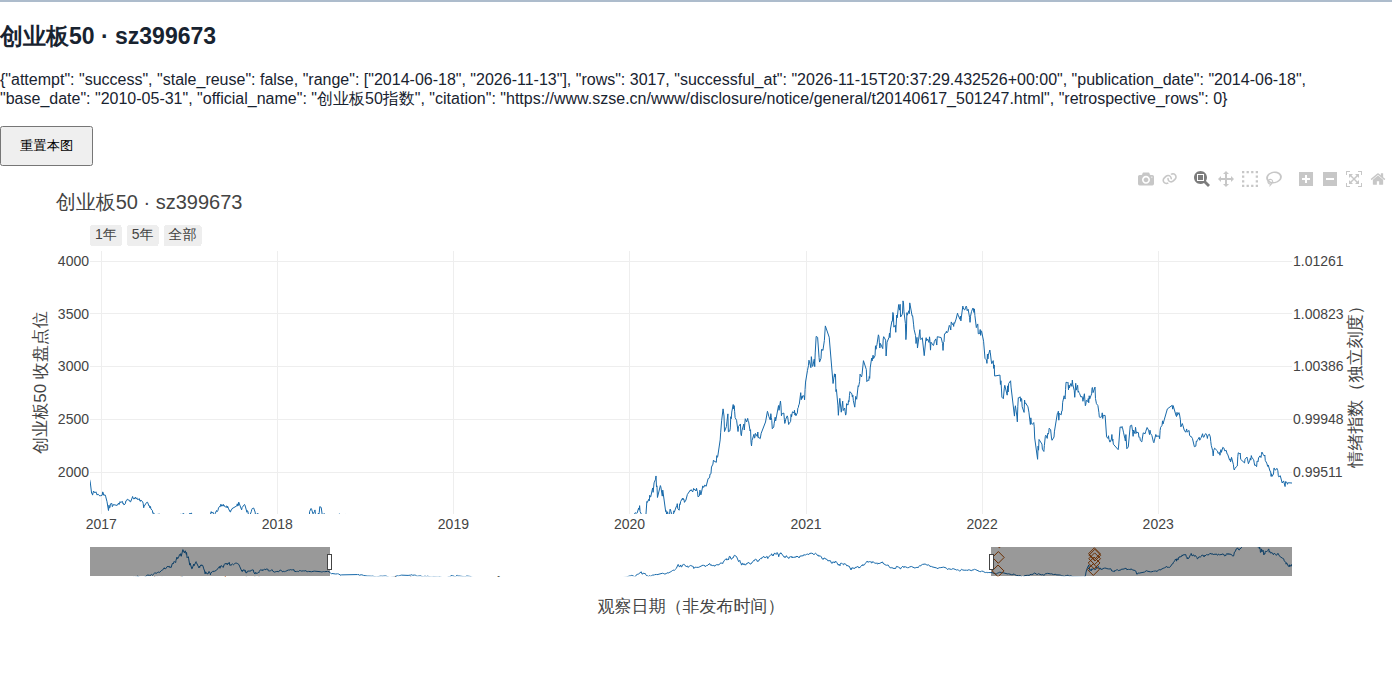 创业板50 · sz399673
{"attempt": "success", "stale_reuse": false, "range": ["2014-06-18", "2026-11-13"], "rows": 3017, "successful_at": "2026-11-15T20:37:29.432526+00:00", "publication_date": "2014-06-18",
"base_date": "2010-05-31", "official_name": "创业板50指数", "citation": "https://www.szse.cn/www/disclosure/notice/general/t20140617_501247.html", "retrospective_rows": 0}
重置本图
创业板50 · sz399673
1年 5年 全部
创业板50 收盘点位
4000
3500
3000
2500
2000
1.01261
1.00823
1.00386
0.99948
0.99511
情绪指数（独立刻度）
2017 2018 2019 2020 2021 2022 2023
观察日期（非发布时间）